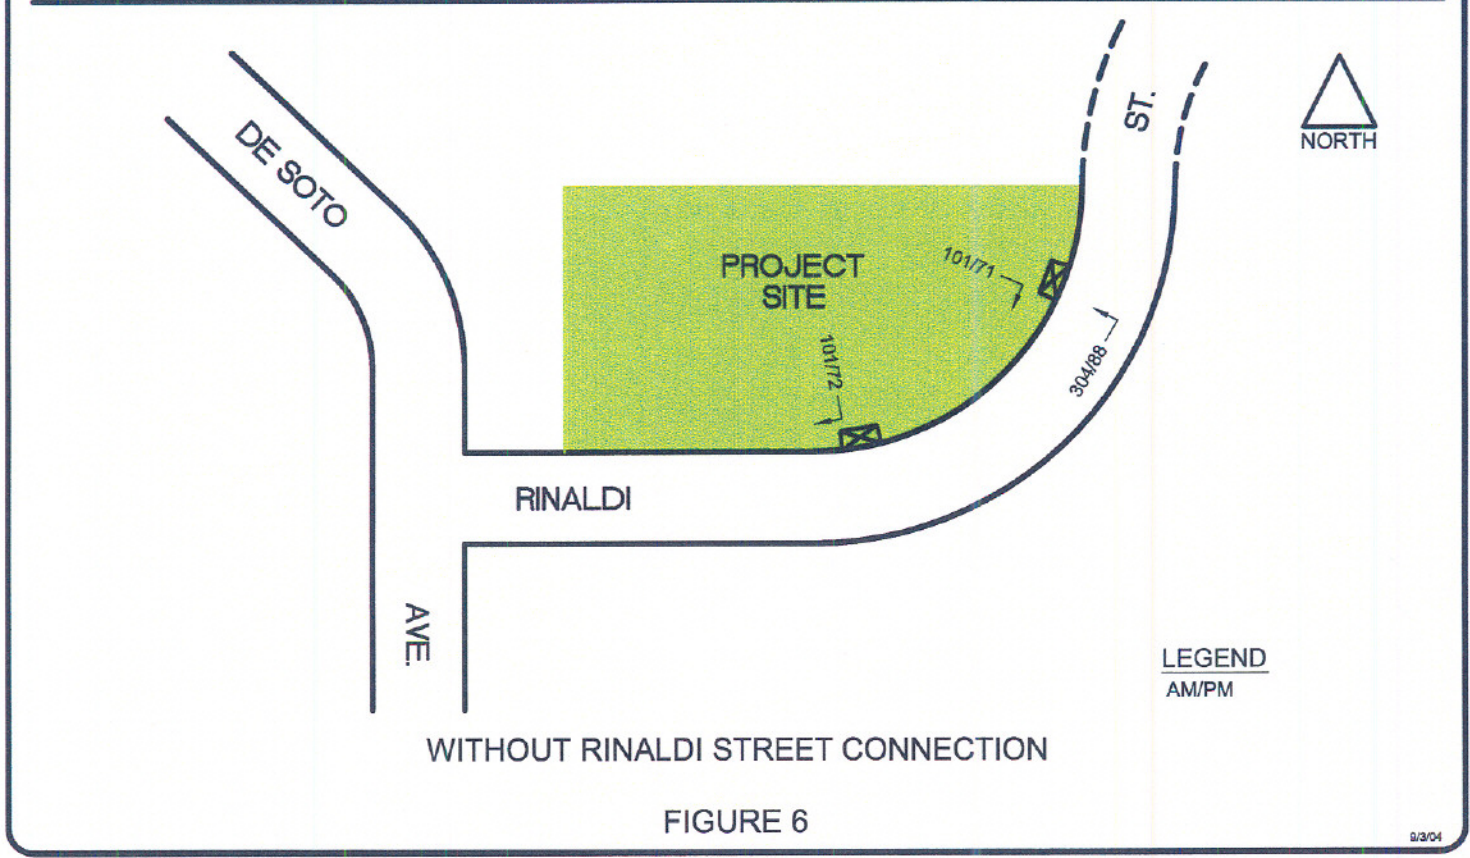 ST.
NORTH
DE SOTO
PROJECT
SITE
101/71
101/72
304/88
RINALDI
AVE.
LEGEND
AM/PM
WITHOUT RINALDI STREET CONNECTION
FIGURE 6
9/3/04